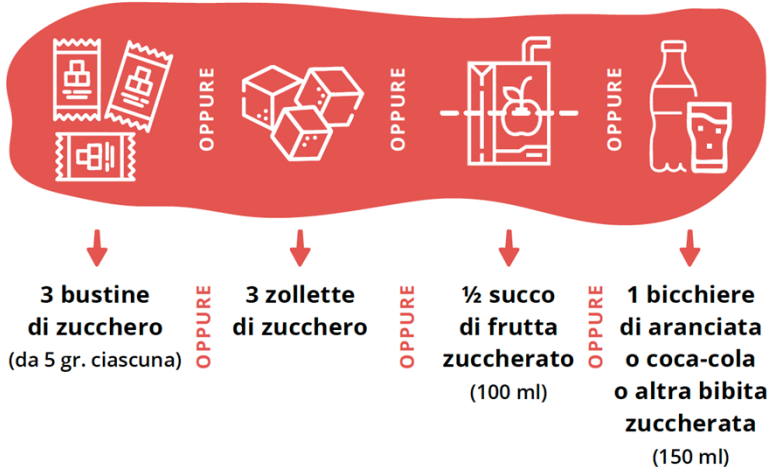 OPPURE
OPPURE
OPPURE
3 bustine
di zucchero
(da 5 gr. ciascuna)
OPPURE
3 zollette
di zucchero
OPPURE
½ succo
di frutta
zuccherato
(100 ml)
OPPURE
1 bicchiere
di aranciata
o coca-cola
o altra bibita
zuccherata
(150 ml)